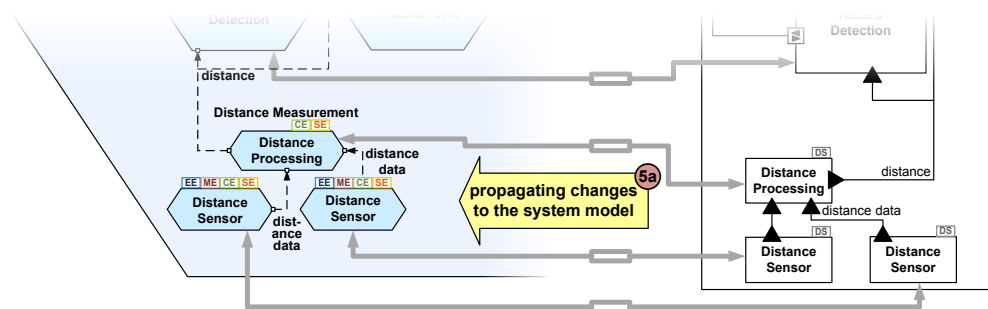 Detection
Hazard
Detection
distance
Distance Measurement
CE SE
Distance
Processing
distance
data
EE ME CE SE
Distance
Sensor
dist-
ance
data
EE ME CE SE
Distance
Sensor
5a
propagating changes
to the system model
DS
Distance
Processing
distance
distance data
DS
Distance
Sensor
DS
Distance
Sensor